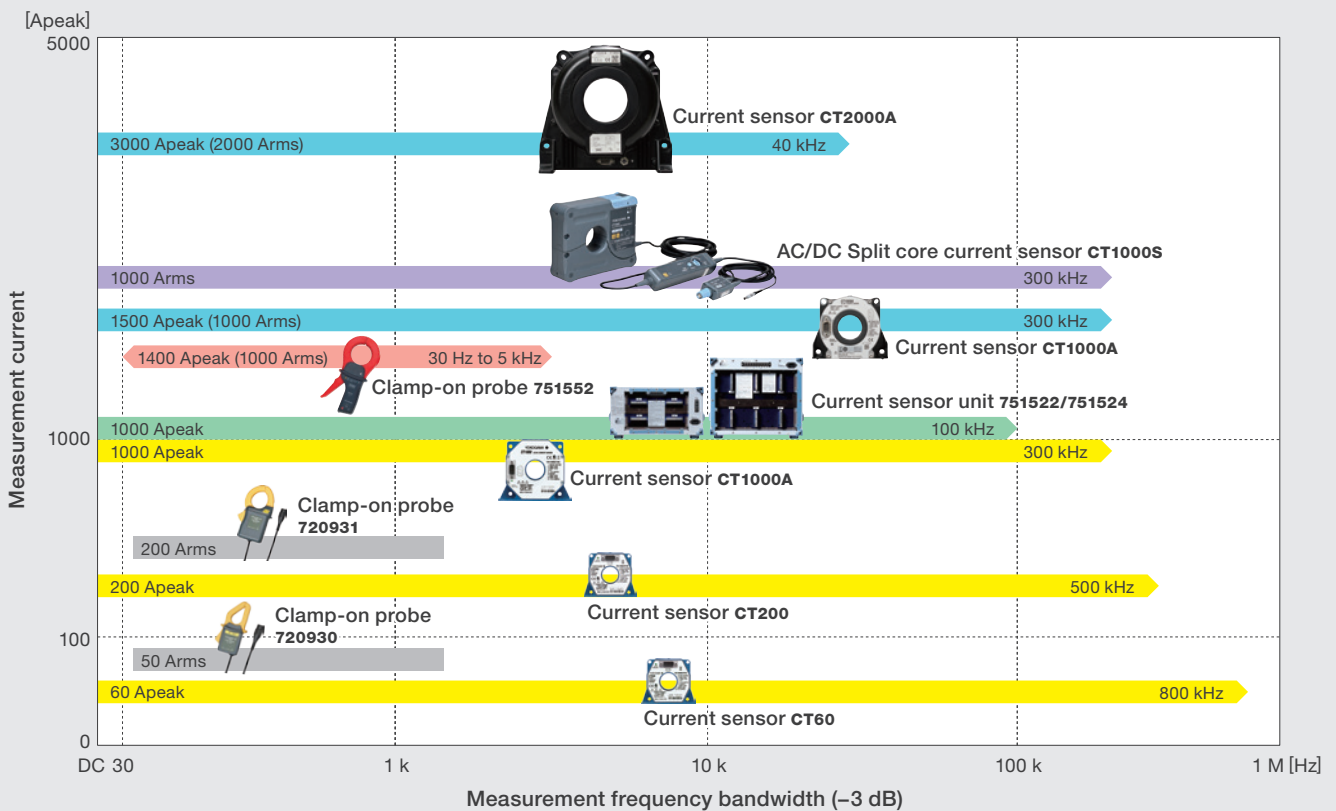 [Apeak]
5000
Current sensor CT2000A
3000 Apeak (2000 Arms)
40 kHz
AC/DC Split core current sensor CT1000S
1000 Arms
300 kHz
1500 Apeak (1000 Arms)
300 kHz
Current sensor CT1000A
1400 Apeak (1000 Arms)
30 Hz to 5 kHz
Clamp-on probe 751552
Current sensor unit 751522/751524
1000 Apeak
100 kHz
1000
1000 Apeak
300 kHz
Current sensor CT1000A
Clamp-on probe
720931
200 Arms
200 Apeak
500 kHz
Current sensor CT200
Clamp-on probe
720930
100
50 Arms
60 Apeak
800 kHz
Current sensor CT60
0
DC 30
1 k
10 k
100 k
1 M [Hz]
Measurement current
Measurement frequency bandwidth (−3 dB)